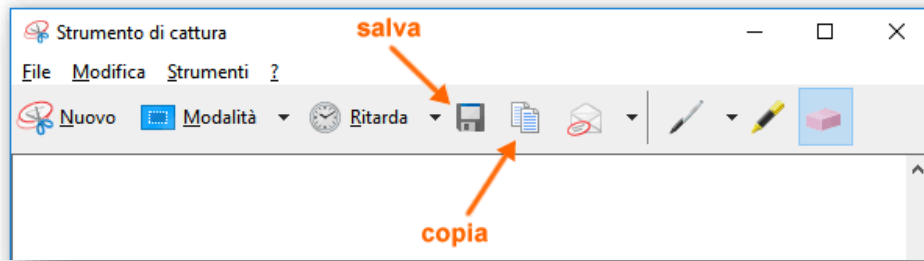 Strumento di cattura
salva
File Modifica Strumenti ?
Nuovo Modalità Ritarda
copia